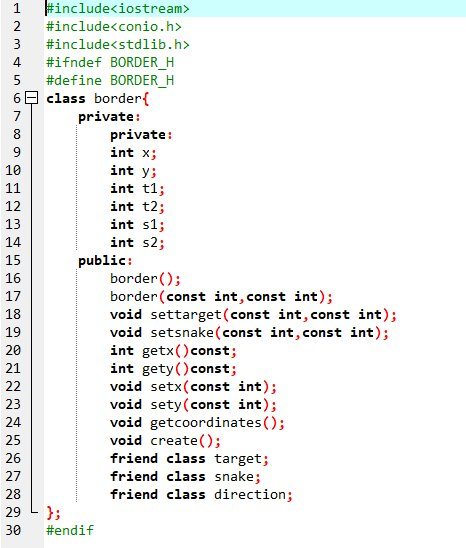 1 #include<iostream>
2 #include<conio.h>
3 #include<stdlib.h>
4 #ifndef BORDER_H
5 #define BORDER_H
6 class border{
7 private:
8 private:
9 int x;
10 int y;
11 int t1;
12 int t2;
13 int s1;
14 int s2;
15 public:
16 border();
17 border(const int,const int);
18 void settarget(const int,const int);
19 void setsnake(const int,const int);
20 int getx()const;
21 int gety()const;
22 void setx(const int);
23 void sety(const int);
24 void getcoordinates();
25 void create();
26 friend class target;
27 friend class snake;
28 friend class direction;
29 };
30 #endif